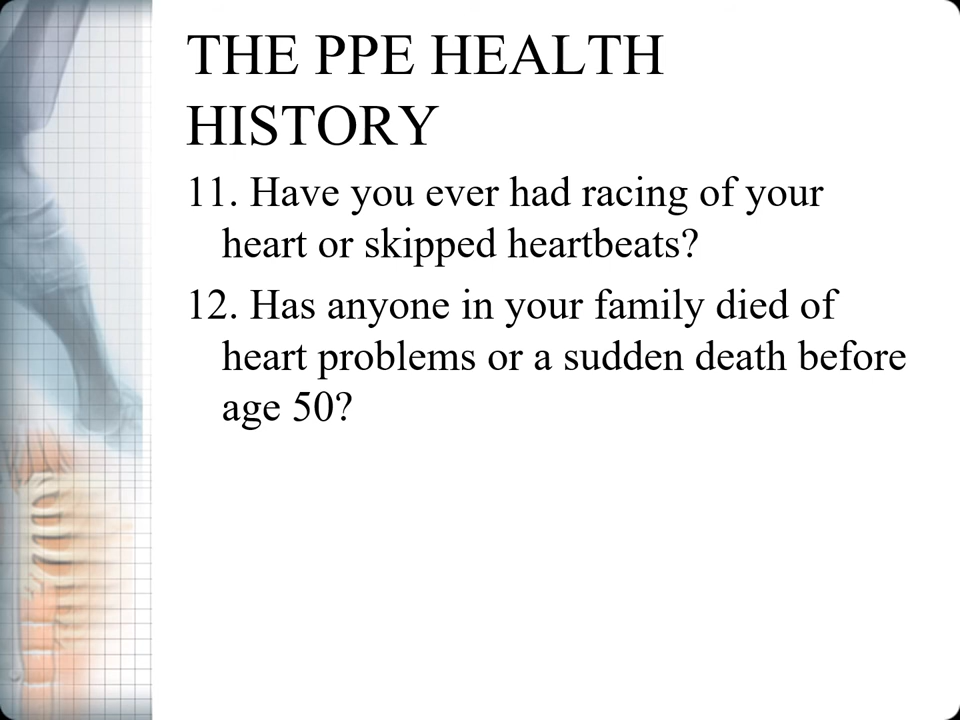 THE PPE HEALTH
HISTORY
11. Have you ever had racing of your
heart or skipped heartbeats?
12. Has anyone in your family died of
heart problems or a sudden death before
age 50?